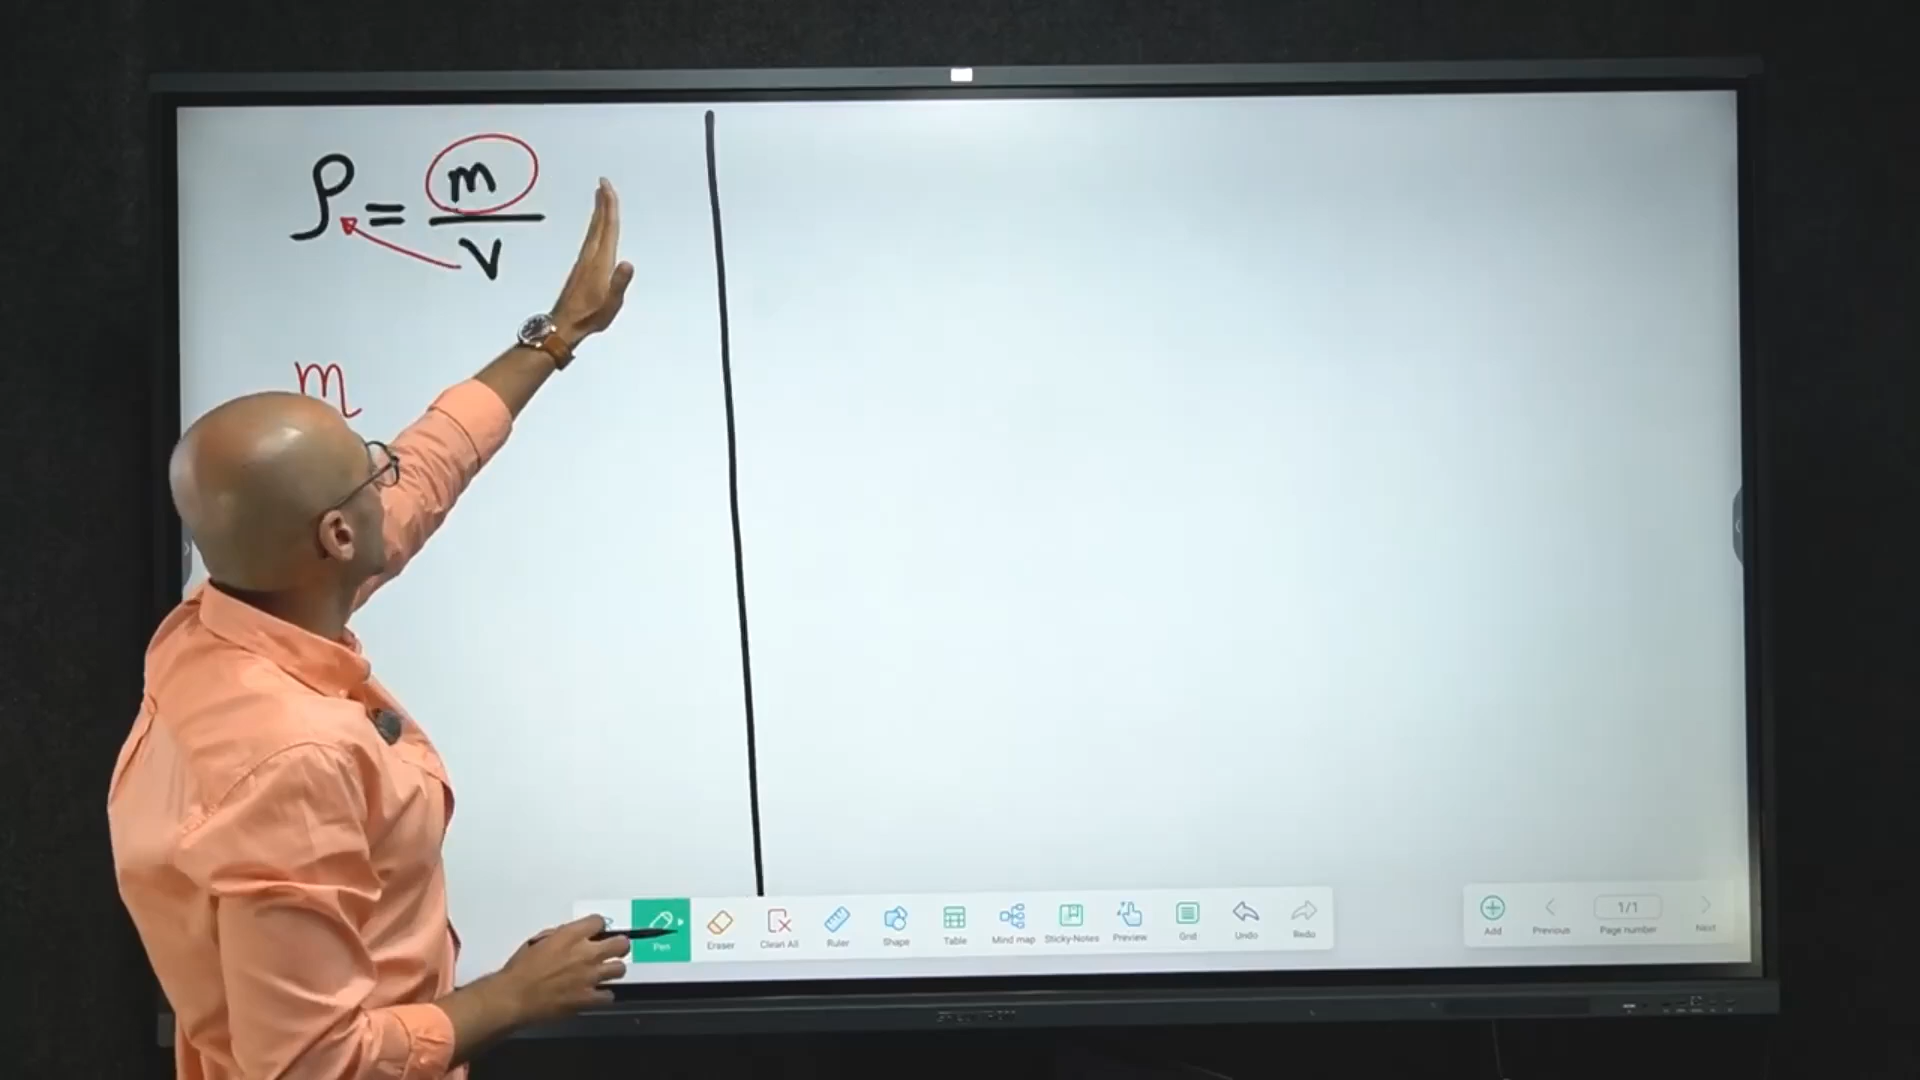 ρ = m / V
m
Pen
Eraser
Clean All
Ruler
Shape
Table
Mind map
Sticky-Notes
Preview
Grid
Undo
Redo
Add
Previous
1/1
Page number
Next